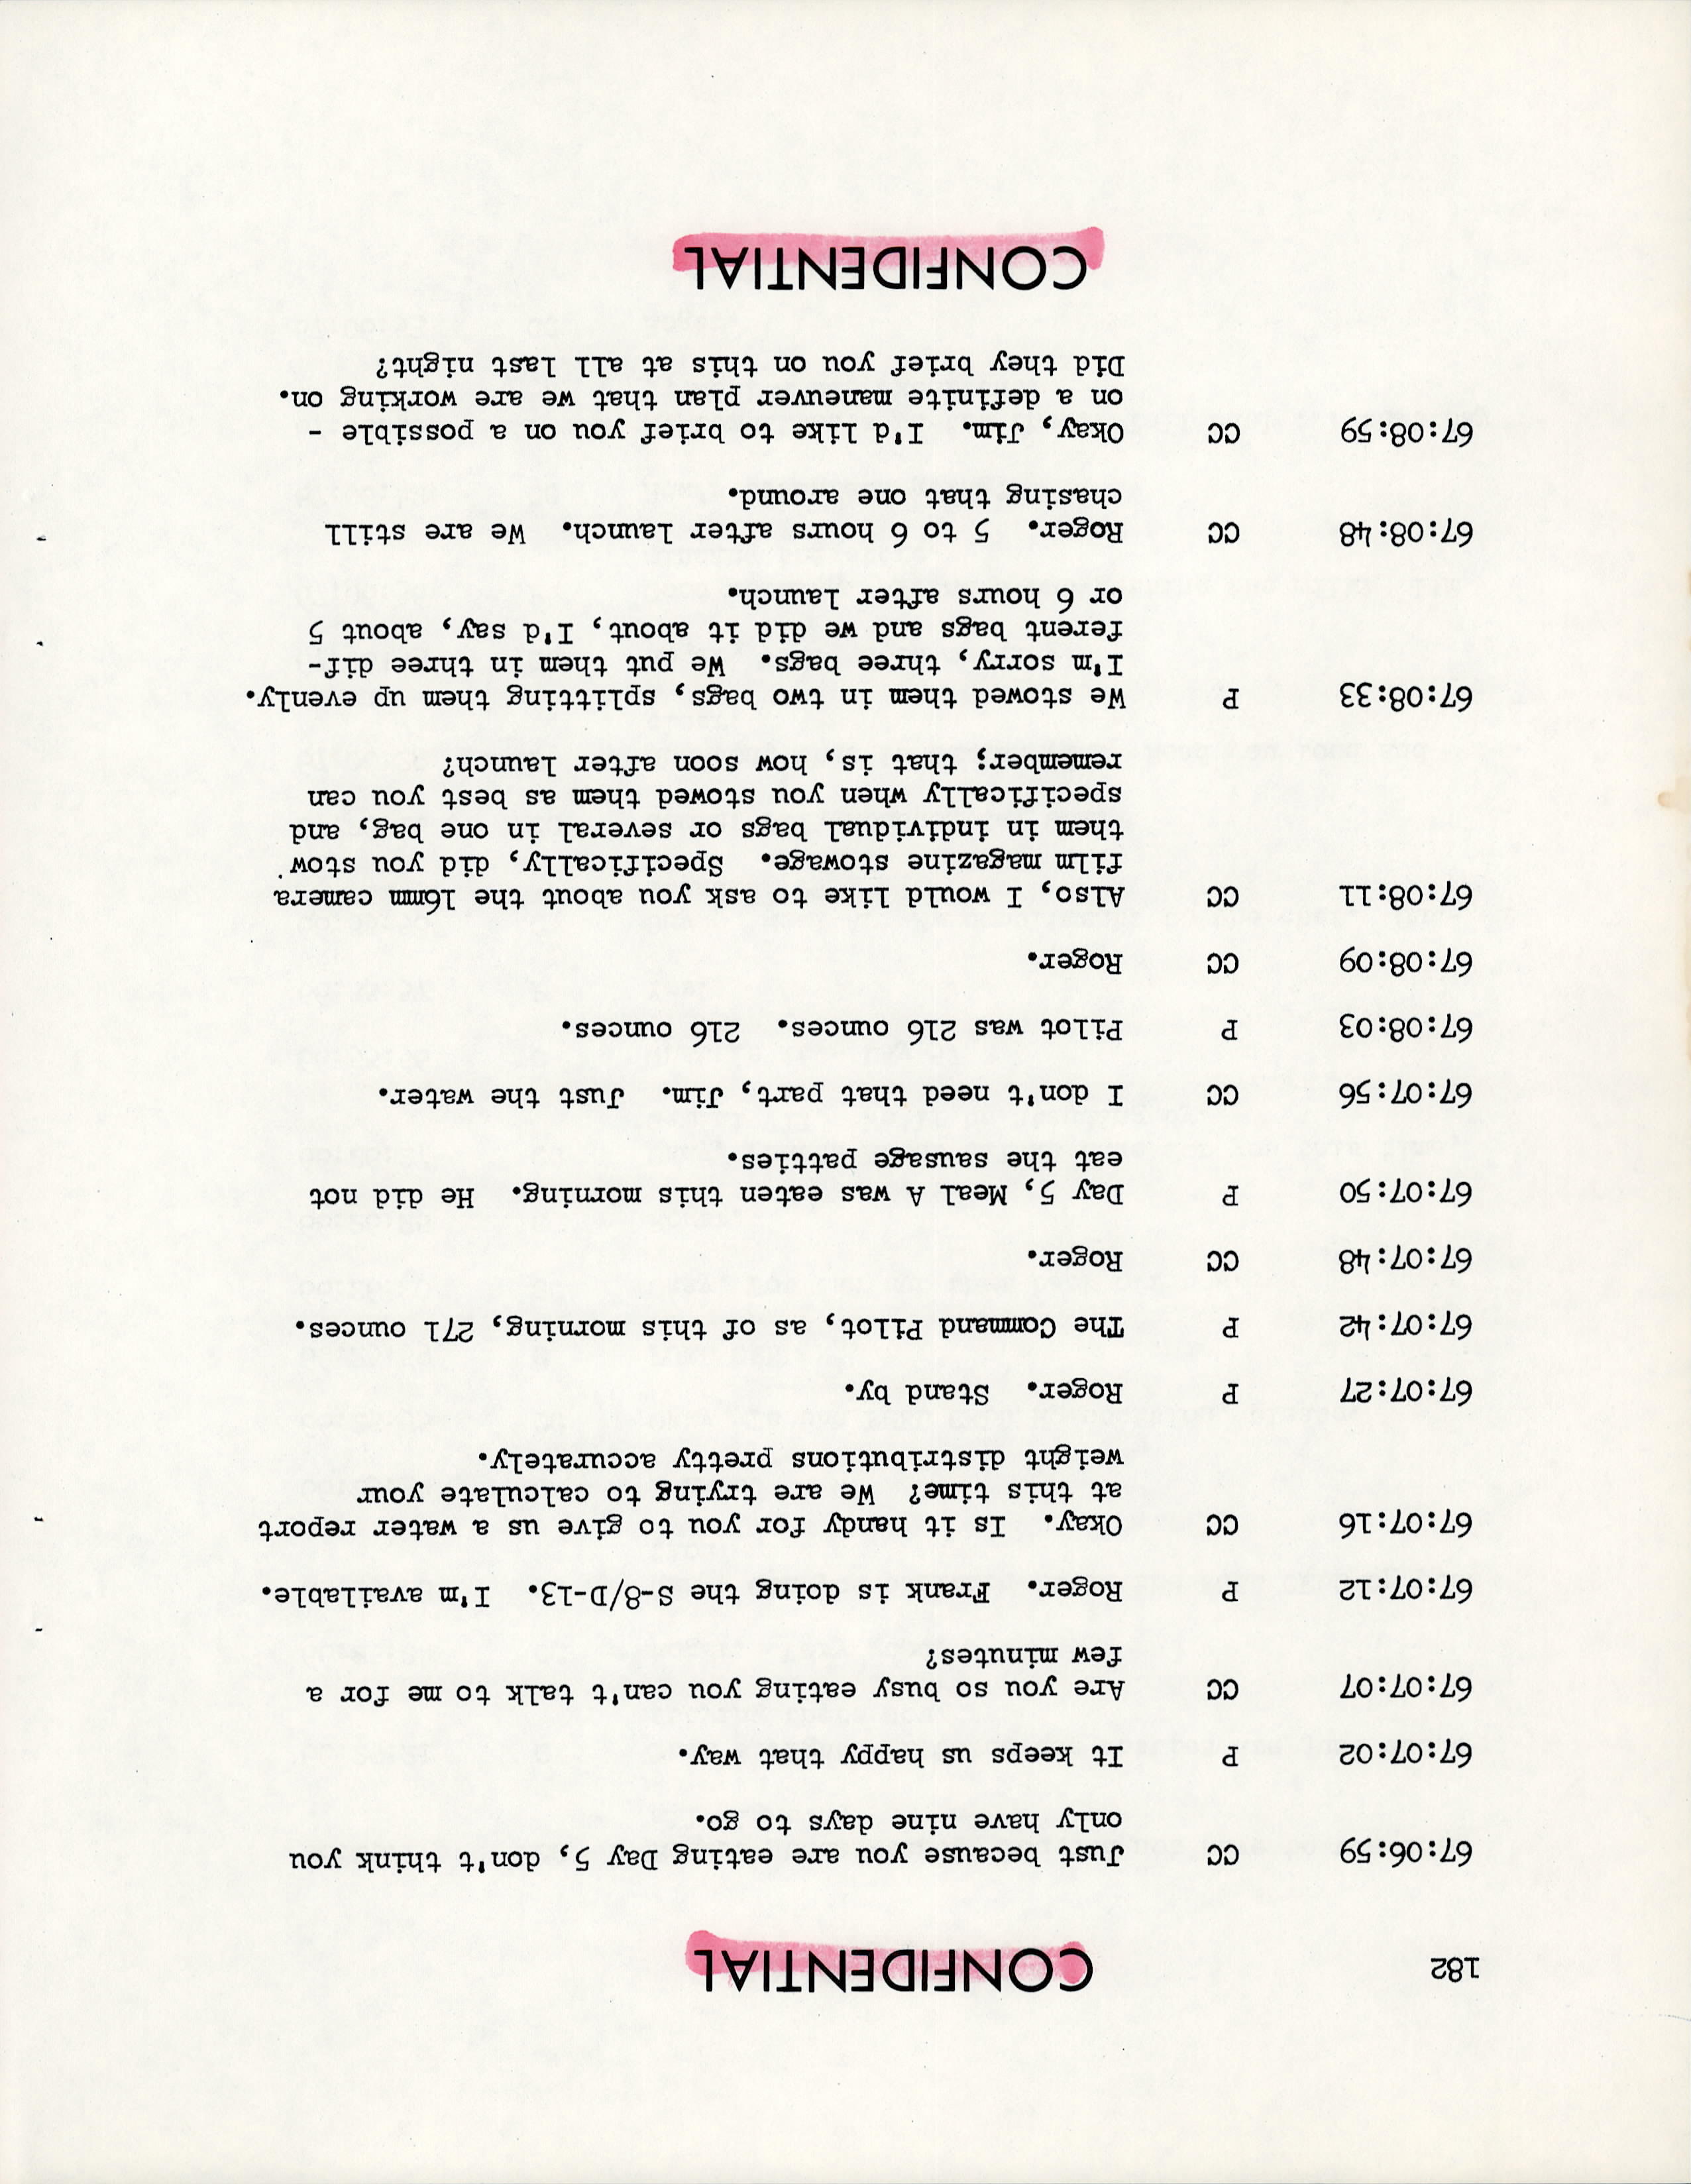 182
CONFIDENTIAL
67:06:59 CC Just because you are eating Day 5, don't think you
only have nine days to go.
67:07:02 P It keeps us happy that way.
67:07:07 CC Are you so busy eating you can't talk to me for a
few minutes?
67:07:12 P Roger. Frank is doing the S-8/D-13. I'm available.
67:07:16 CC Okay. Is it handy for you to give us a water report
at this time? We are trying to calculate your
weight distributions pretty accurately.
67:07:27 P Roger. Stand by.
67:07:42 P The Command Pilot, as of this morning, 271 ounces.
67:07:48 CC Roger.
67:07:50 P Day 5, Meal A was eaten this morning. He did not
eat the sausage patties.
67:07:56 CC I don't need that part, Jim. Just the water.
67:08:03 P Pilot was 216 ounces. 216 ounces.
67:08:09 CC Roger.
67:08:11 CC Also, I would like to ask you about the 16mm camera
film magazine stowage. Specifically, did you stow
them in individual bags or several in one bag, and
specifically when you stowed them as best you can
remember; that is, how soon after launch?
67:08:33 P We stowed them in two bags, splitting them up evenly.
I'm sorry, three bags. We put them in three dif-
ferent bags and we did it about, I'd say, about 5
or 6 hours after launch.
67:08:48 CC Roger. 5 to 6 hours after launch. We are still
chasing that one around.
67:08:59 CC Okay, Jim. I'd like to brief you on a possible -
on a definite maneuver plan that we are working on.
Did they brief you on this at all last night?
CONFIDENTIAL